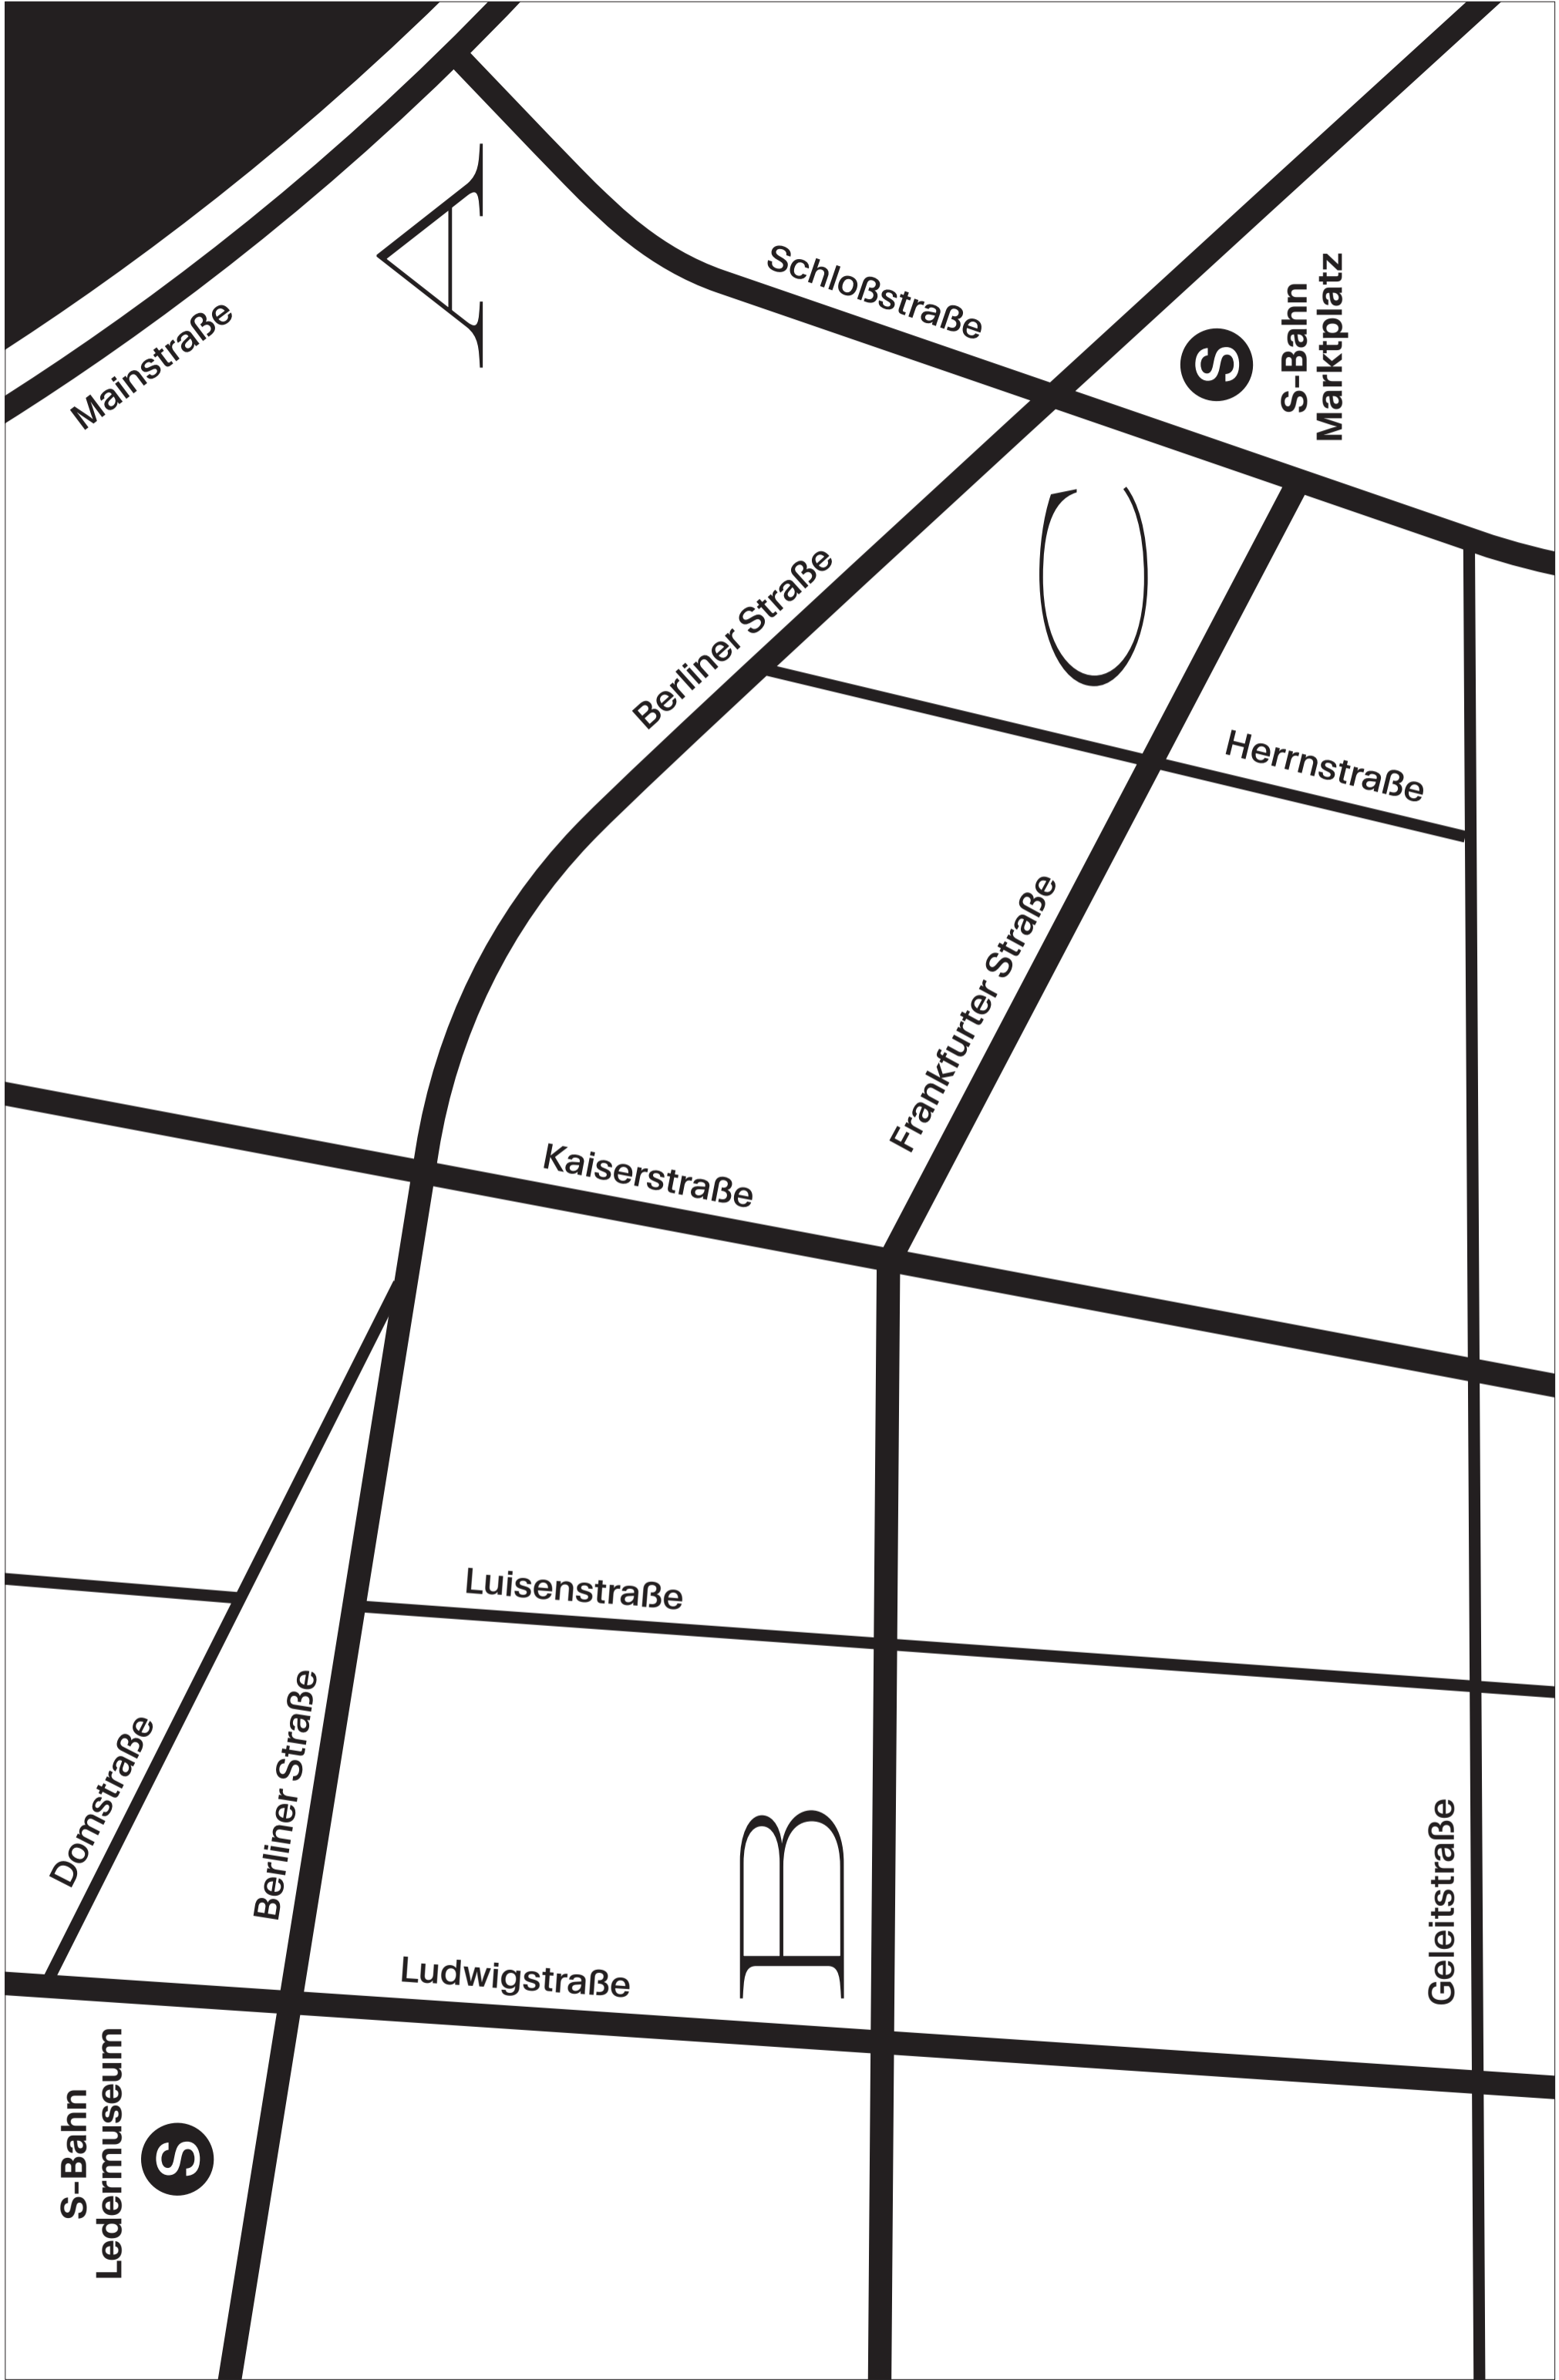 Mainstraße
A
Schloßstraße
S
S-Bahn
Marktplatz
C
Berliner Straße
Herrnstraße
Frankfurter Straße
Kaiserstraße
Luisenstraße
Domstraße
Berliner Straße
B
Geleitstraße
Ludwigstraße
S-Bahn
Ledermuseum
S